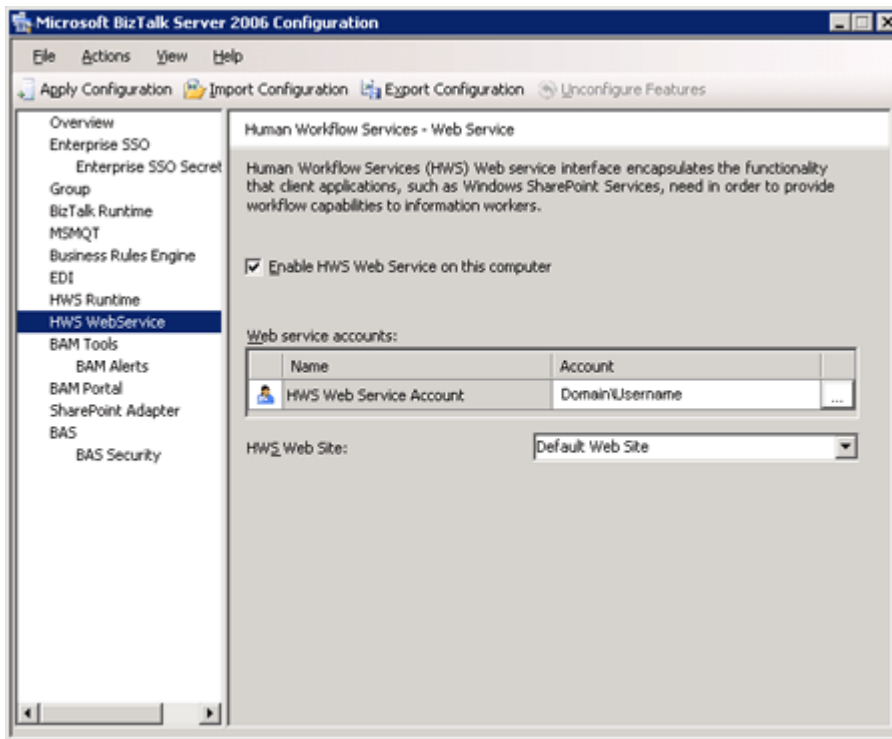 Microsoft BizTalk Server 2006 Configuration
File Actions View Help
Apply Configuration Import Configuration Export Configuration Unconfigure Features
Overview
Enterprise SSO
Enterprise SSO Secret
Group
BizTalk Runtime
MSMQT
Business Rules Engine
EDI
HWS Runtime
HWS WebService
BAM Tools
BAM Alerts
BAM Portal
SharePoint Adapter
BAS
BAS Security
Human Workflow Services - Web Service
Human Workflow Services (HWS) Web service interface encapsulates the functionality
that client applications, such as Windows SharePoint Services, need in order to provide
workflow capabilities to information workers.
Enable HWS Web Service on this computer
Web service accounts:
Name Account
HWS Web Service Account Domain\Username ...
HWS Web Site: Default Web Site